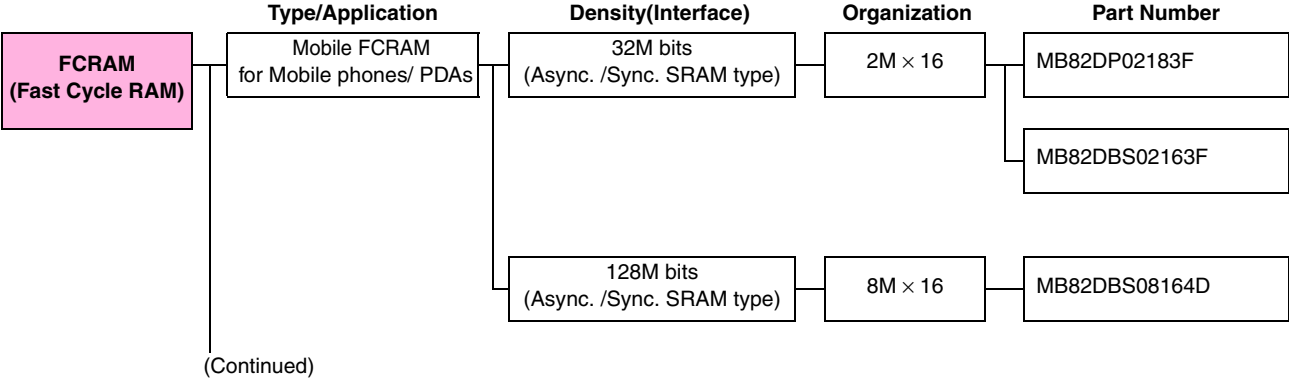 Type/Application Density(Interface) Organization Part Number
FCRAM
(Fast Cycle RAM)
Mobile FCRAM
for Mobile phones/ PDAs
32M bits
(Async. /Sync. SRAM type)
2M × 16
MB82DP02183F
MB82DBS02163F
128M bits
(Async. /Sync. SRAM type)
8M × 16
MB82DBS08164D
(Continued)